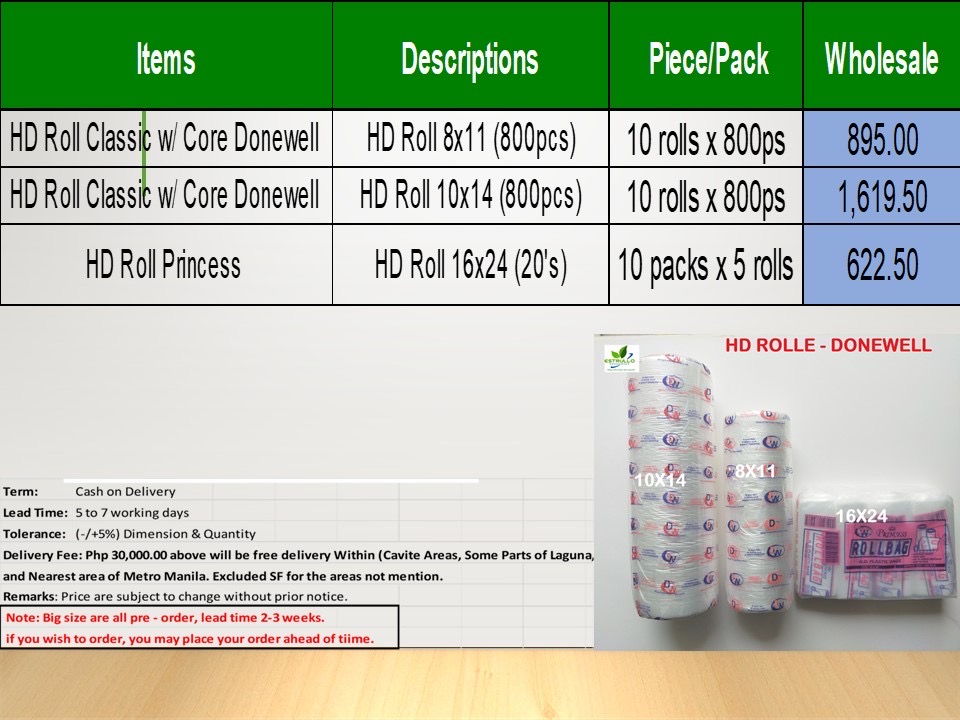 Items Descriptions Piece/Pack Wholesale
HD Roll Classic w/ Core Donewell HD Roll 8x11 (800pcs) 10 rolls x 800ps 895.00
HD Roll Classic w/ Core Donewell HD Roll 10x14 (800pcs) 10 rolls x 800ps 1,619.50
HD Roll Princess HD Roll 16x24 (20's) 10 packs x 5 rolls 622.50
HD ROLLE - DONEWELL
ESTRULLO
10X14
8X11
16X24
PRINCESS
ROLLBAG
Term: Cash on Delivery
Lead Time: 5 to 7 working days
Tolerance: (-/+5%) Dimension & Quantity
Delivery Fee: Php 30,000.00 above will be free delivery Within (Cavite Areas, Some Parts of Laguna,
and Nearest area of Metro Manila. Excluded SF for the areas not mention.
Remarks: Price are subject to change without prior notice.
Note: Big size are all pre - order, lead time 2-3 weeks.
if you wish to order, you may place your order ahead of tiime.